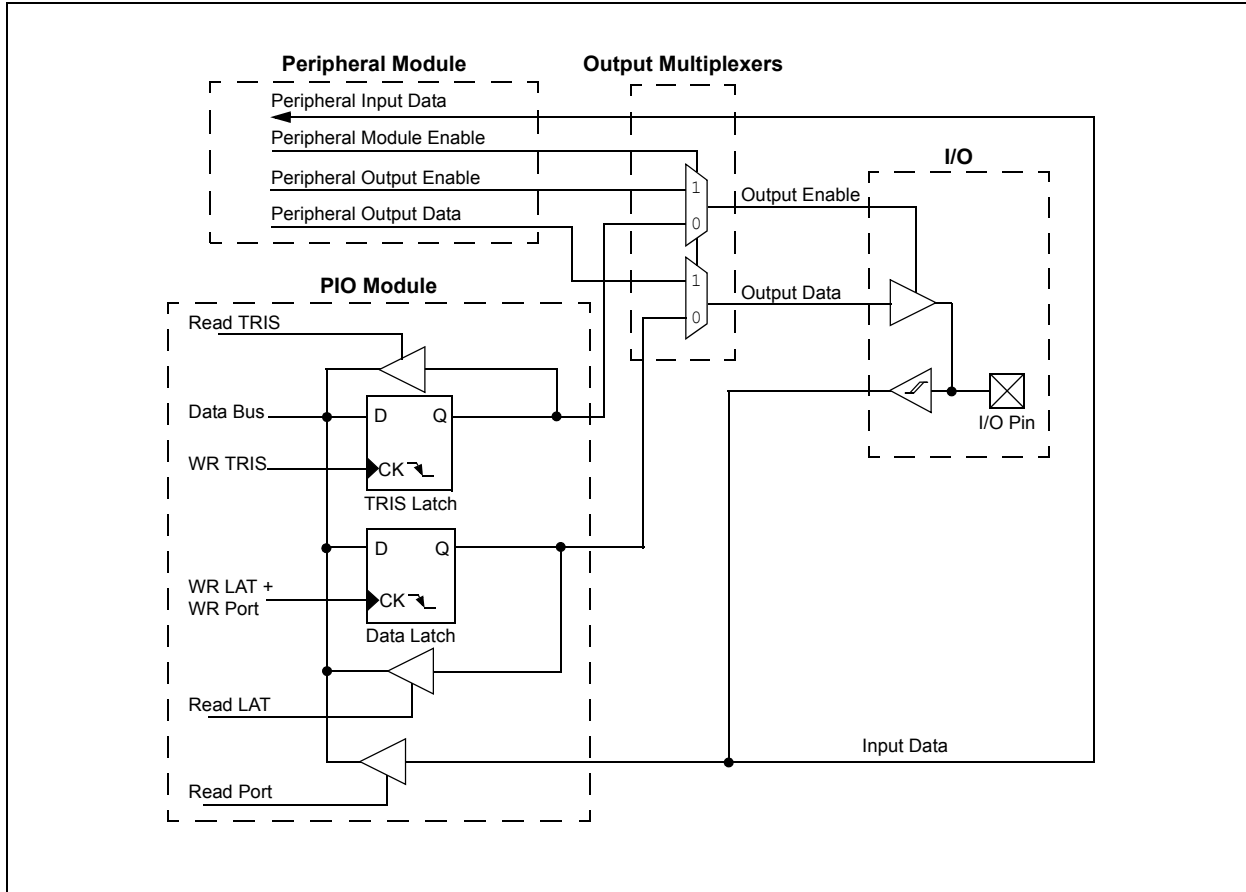 Peripheral Module
Output Multiplexers
Peripheral Input Data
Peripheral Module Enable
Peripheral Output Enable
Peripheral Output Data
1
0
1
0
Output Enable
Output Data
I/O
I/O Pin
PIO Module
Read TRIS
Data Bus
D
Q
WR TRIS
CK
TRIS Latch
D
Q
WR LAT +
WR Port
CK
Data Latch
Read LAT
Read Port
Input Data